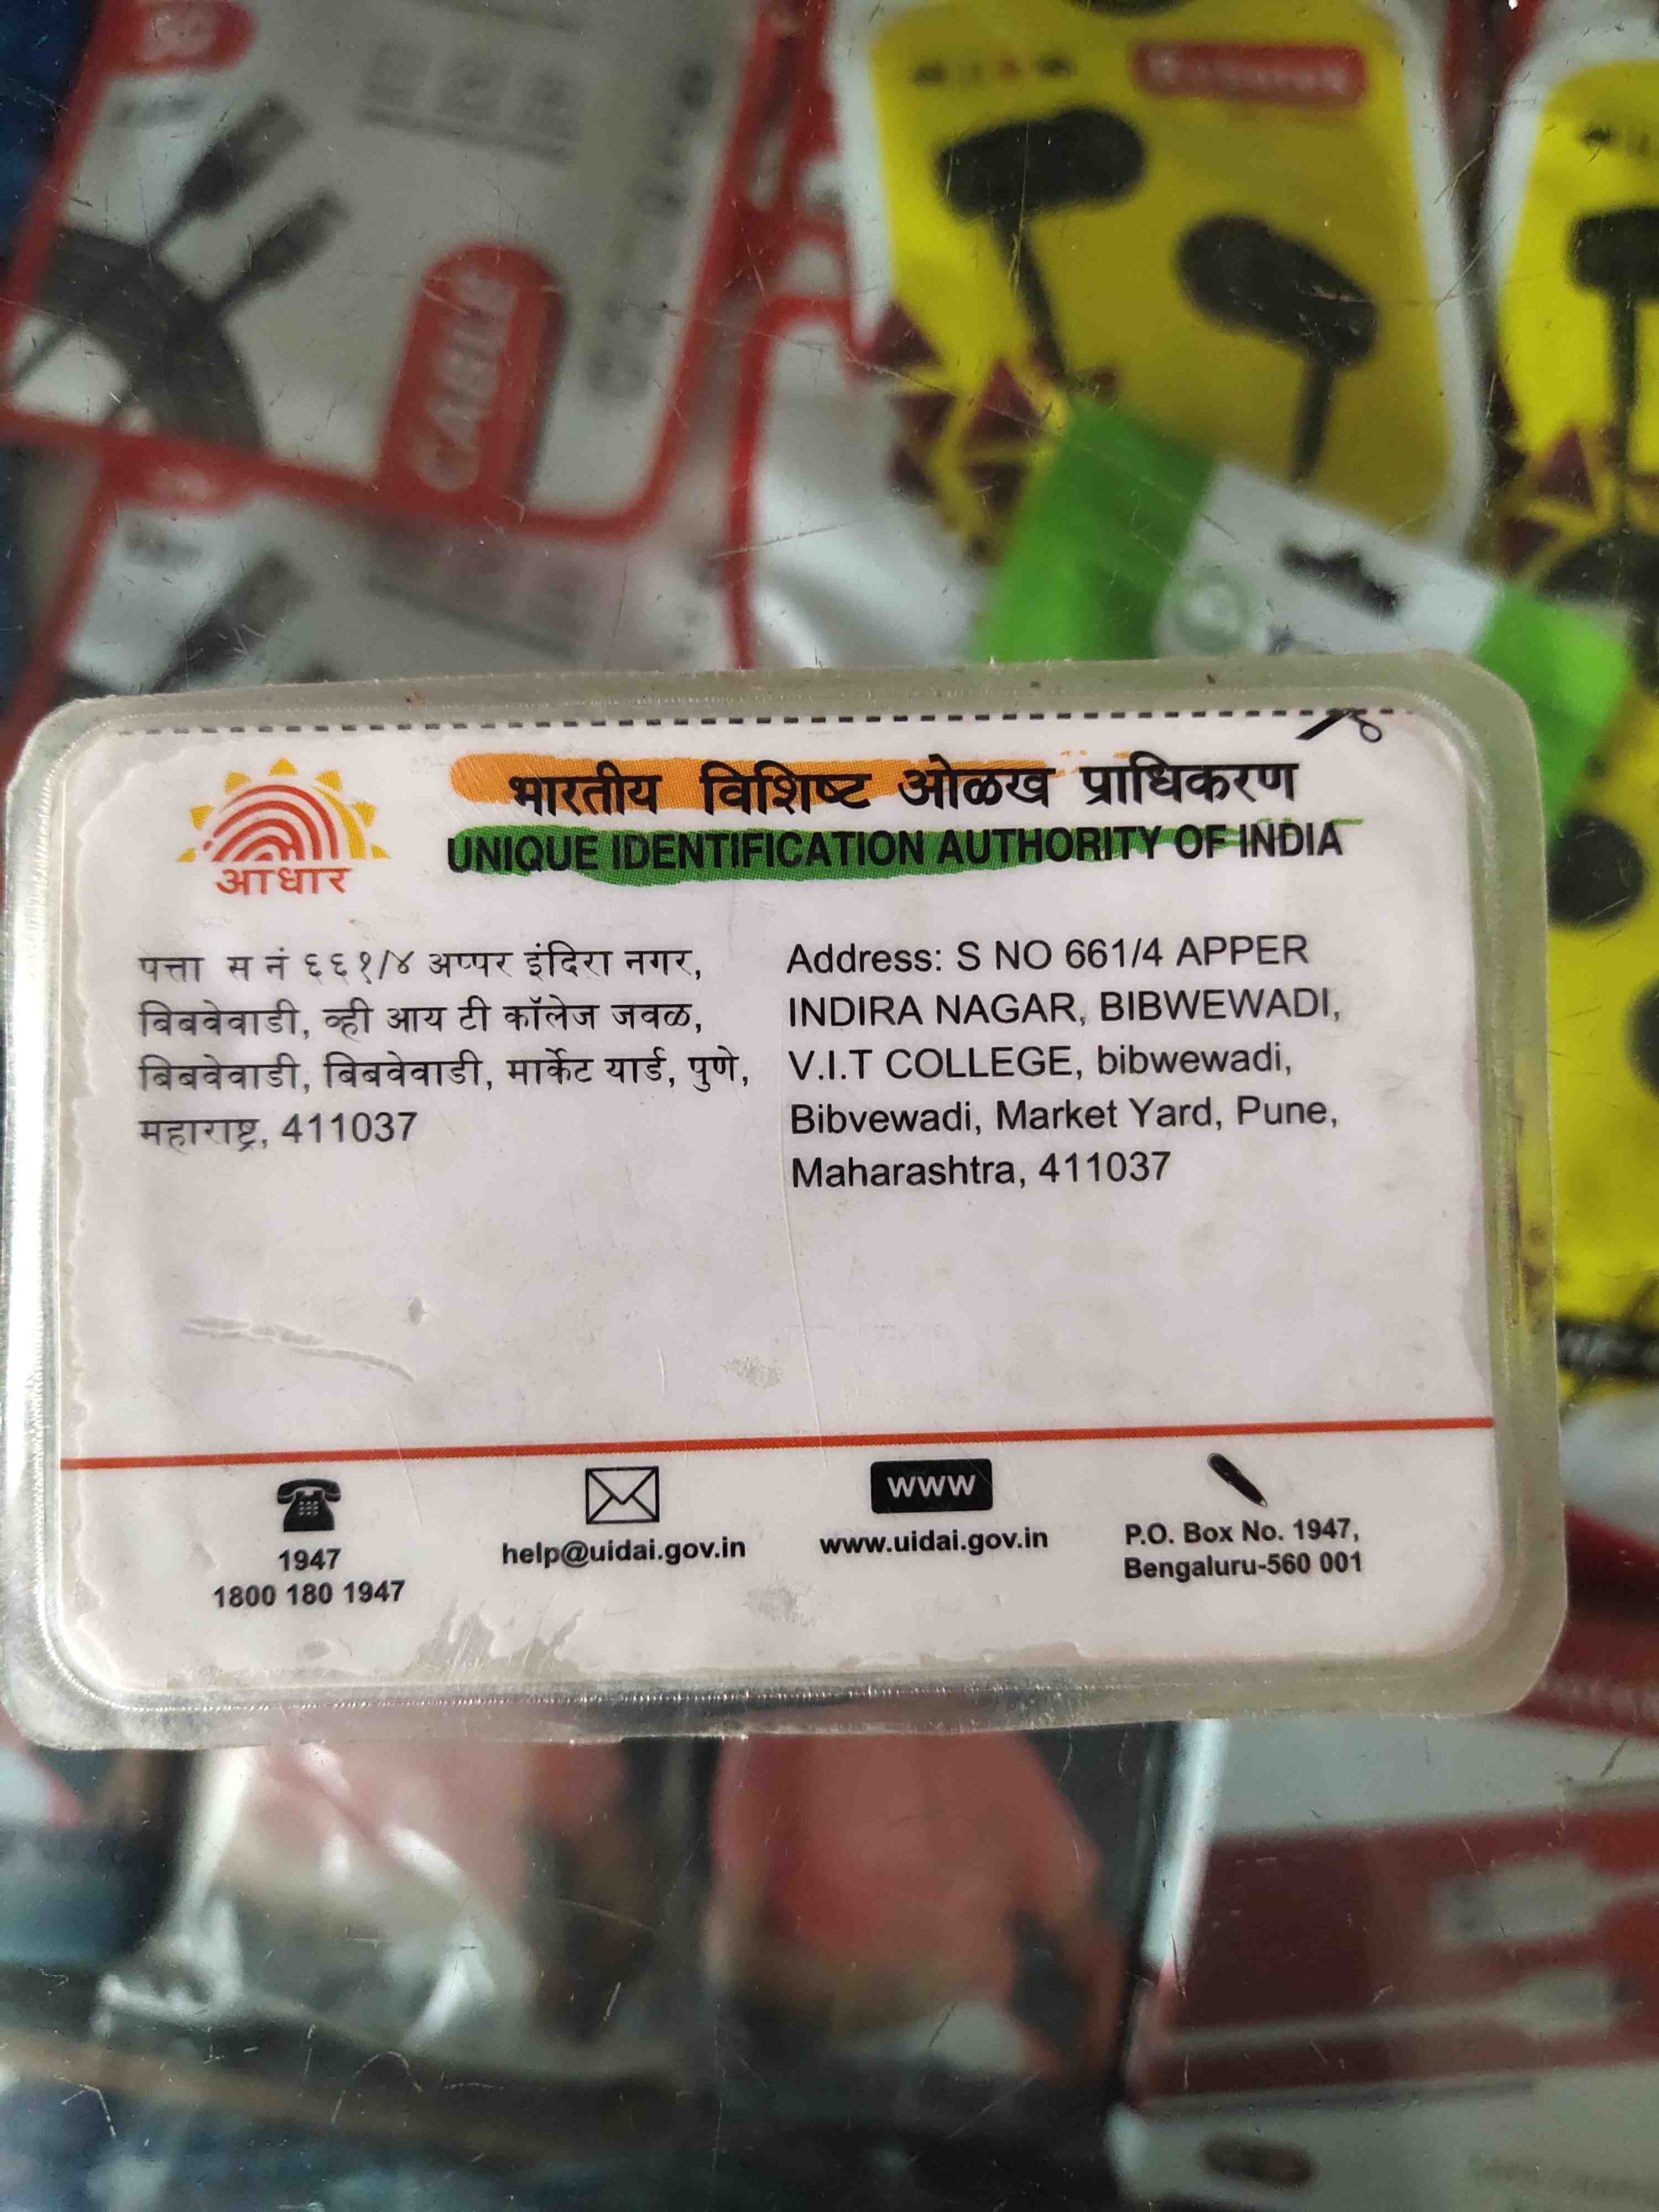 CABLE
भारतीय विशिष्ट ओळख प्राधिकरण
UNIQUE IDENTIFICATION AUTHORITY OF INDIA
आधार
पत्ता स नं ६६१/४ अप्पर इंदिरा नगर,
बिबवेवाडी, व्ही आय टी कॉलेज जवळ,
बिबवेवाडी, बिबवेवाडी, मार्केट यार्ड, पुणे,
महाराष्ट्र, 411037
Address: S NO 661/4 APPER
INDIRA NAGAR, BIBWEWADI,
V.I.T COLLEGE, bibwewadi,
Bibvewadi, Market Yard, Pune,
Maharashtra, 411037
1947
1800 180 1947
help@uidai.gov.in
www
www.uidai.gov.in
P.O. Box No. 1947,
Bengaluru-560 001